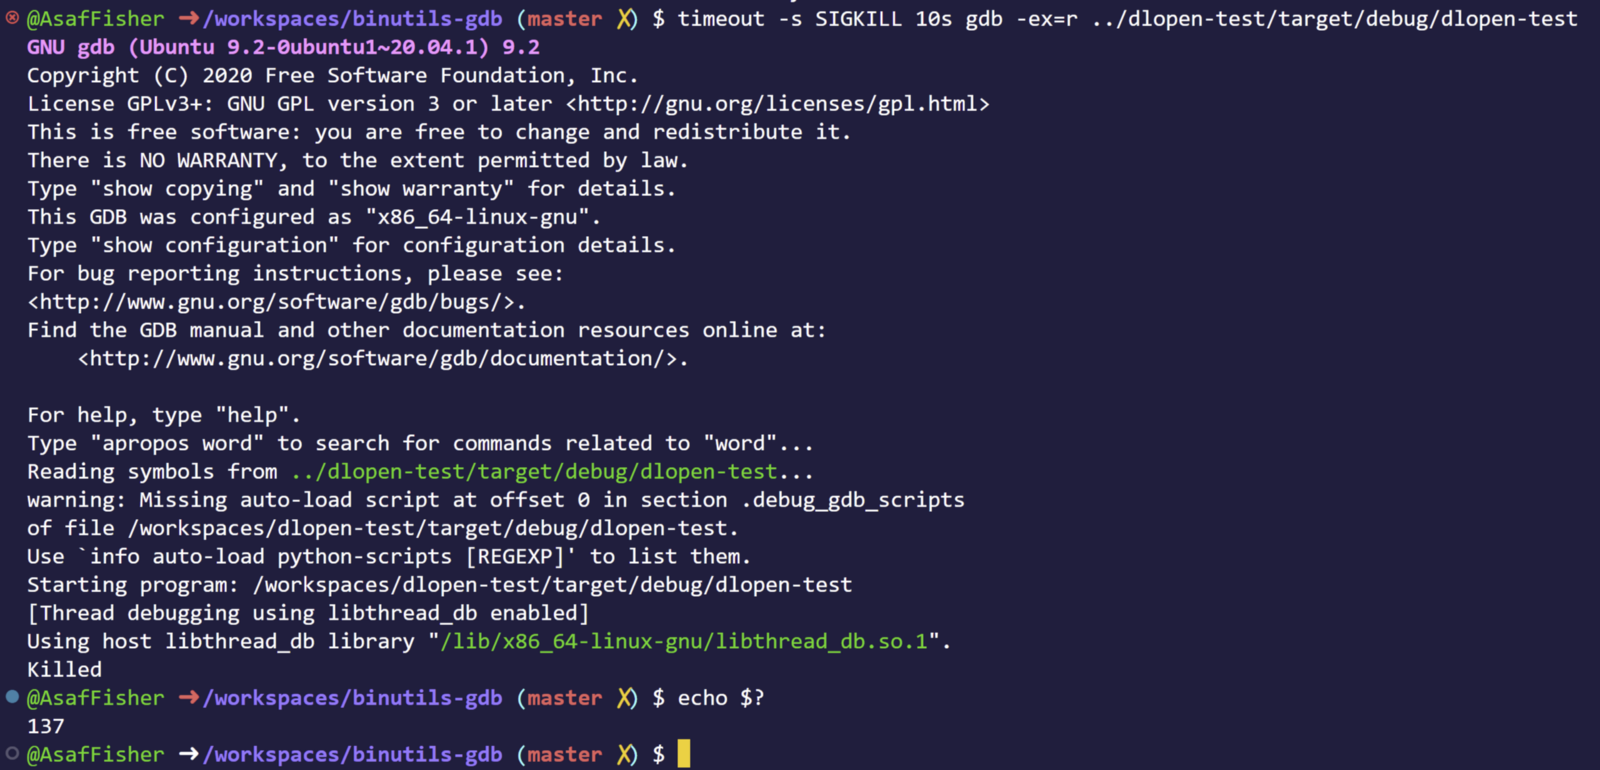 @AsafFisher ➜/workspaces/binutils-gdb (master ✗) $ timeout -s SIGKILL 10s gdb -ex=r ../dlopen-test/target/debug/dlopen-test
GNU gdb (Ubuntu 9.2-0ubuntu1~20.04.1) 9.2
Copyright (C) 2020 Free Software Foundation, Inc.
License GPLv3+: GNU GPL version 3 or later <http://gnu.org/licenses/gpl.html>
This is free software: you are free to change and redistribute it.
There is NO WARRANTY, to the extent permitted by law.
Type "show copying" and "show warranty" for details.
This GDB was configured as "x86_64-linux-gnu".
Type "show configuration" for configuration details.
For bug reporting instructions, please see:
<http://www.gnu.org/software/gdb/bugs/>.
Find the GDB manual and other documentation resources online at:
    <http://www.gnu.org/software/gdb/documentation/>.

For help, type "help".
Type "apropos word" to search for commands related to "word"...
Reading symbols from ../dlopen-test/target/debug/dlopen-test...
warning: Missing auto-load script at offset 0 in section .debug_gdb_scripts
of file /workspaces/dlopen-test/target/debug/dlopen-test.
Use `info auto-load python-scripts [REGEXP]' to list them.
Starting program: /workspaces/dlopen-test/target/debug/dlopen-test
[Thread debugging using libthread_db enabled]
Using host libthread_db library "/lib/x86_64-linux-gnu/libthread_db.so.1".
Killed
@AsafFisher ➜/workspaces/binutils-gdb (master ✗) $ echo $?
137
@AsafFisher ➜/workspaces/binutils-gdb (master ✗) $